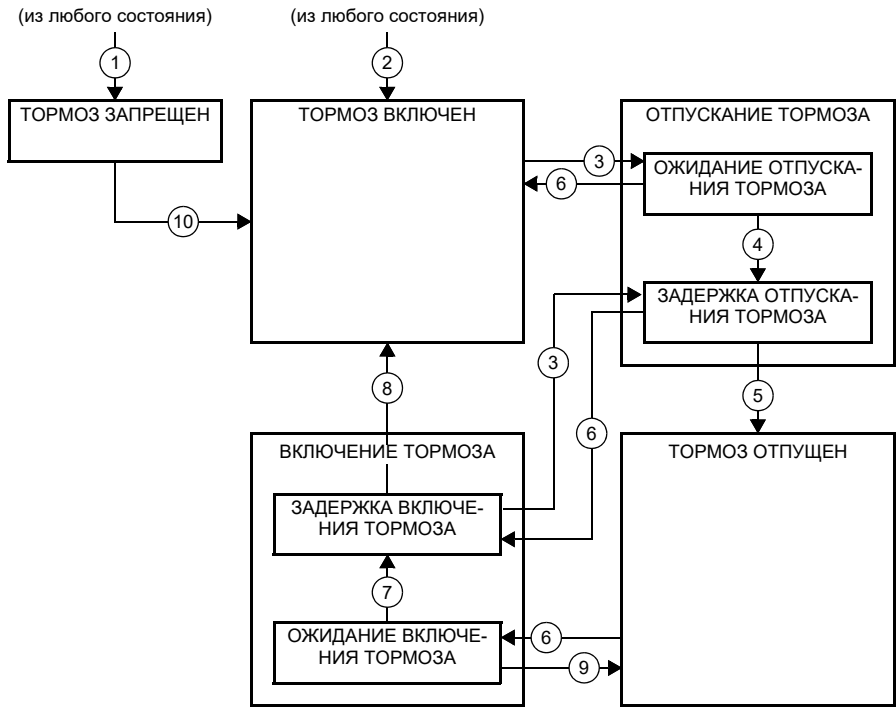 (из любого состояния)
(из любого состояния)
1
2
ТОРМОЗ ЗАПРЕЩЕН
ТОРМОЗ ВКЛЮЧЕН
ОТПУСКАНИЕ ТОРМОЗА
3
ОЖИДАНИЕ ОТПУСКА-
НИЯ ТОРМОЗА
6
10
4
ЗАДЕРЖКА ОТПУСКА-
НИЯ ТОРМОЗА
3
8
5
6
ВКЛЮЧЕНИЕ ТОРМОЗА
ТОРМОЗ ОТПУЩЕН
ЗАДЕРЖКА ВКЛЮЧЕ-
НИЯ ТОРМОЗА
7
ОЖИДАНИЕ ВКЛЮЧЕ-
НИЯ ТОРМОЗА
6
9